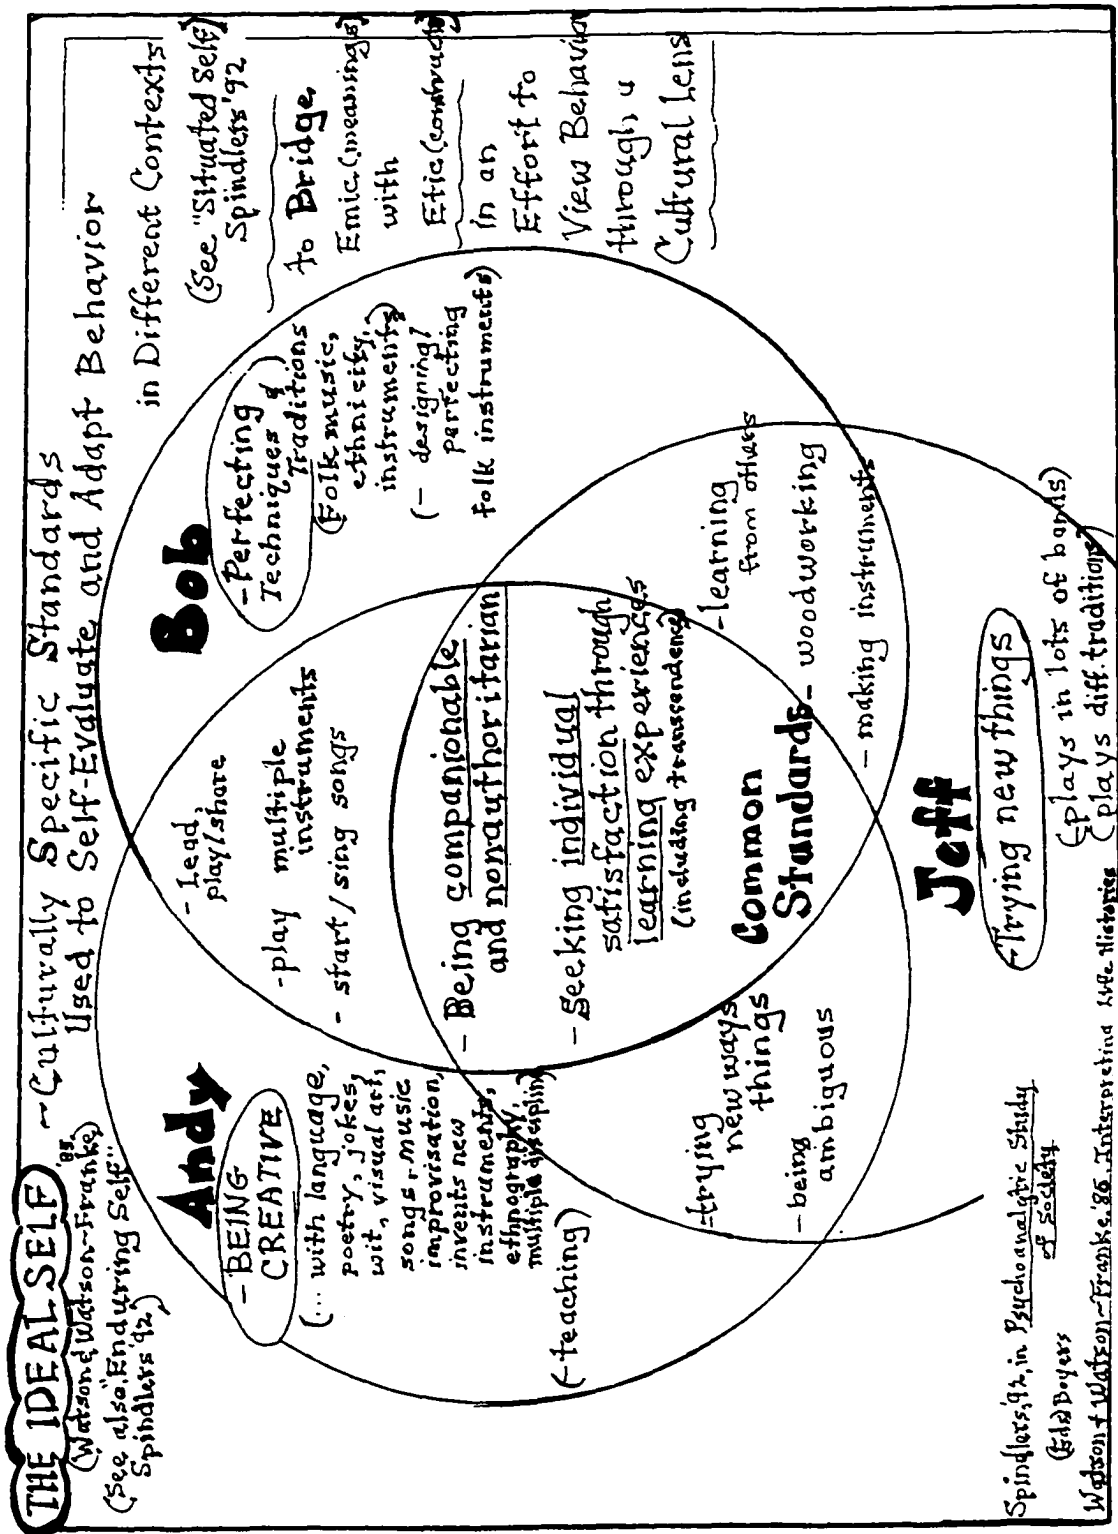 THE IDEAL SELF
(Watson & Watson-Franke, '85.
(See also "Enduring Self"
Spindlers '92)
~Culturally Specific Standards
Used to Self-Evaluate and Adapt Behavior
in Different Contexts
(See "Situated Self"
Spindlers '92
to Bridge
Emic (meanings)
with
Etic (constructs)
in an
Effort to
View Behavior
through a
Cultural Lens
Andy
- BEING
CREATIVE
(... with language,
poetry, jokes,
wit, visual art,
songs, music
improvisation,
invents new
instruments,
ethnography,
multiple disciplin)
(-teaching)
- Lead,
play/share
-play multiple
instruments
- start/sing songs
Bob
-Perfecting
Techniques &
Traditions
(Folk music,
ethnicity,
instruments)
(- designing/
perfecting
folk instruments)
- Being companionable
and nonauthoritarian
- Seeking individual
satisfaction through
learning experiences
(including transcendence)
Common
Standards
-trying
new ways
things
- being
ambiguous
-learning
from others
- woodworking
- making instruments
Jeff
-Trying new things
(plays in lots of bands)
(plays diff. traditions)
Spindlers, '92, in Psychoanalytic Study
of Society
(Eds) Boyers
Watson & Watson-Franke, '85, Interpreting Life Histories